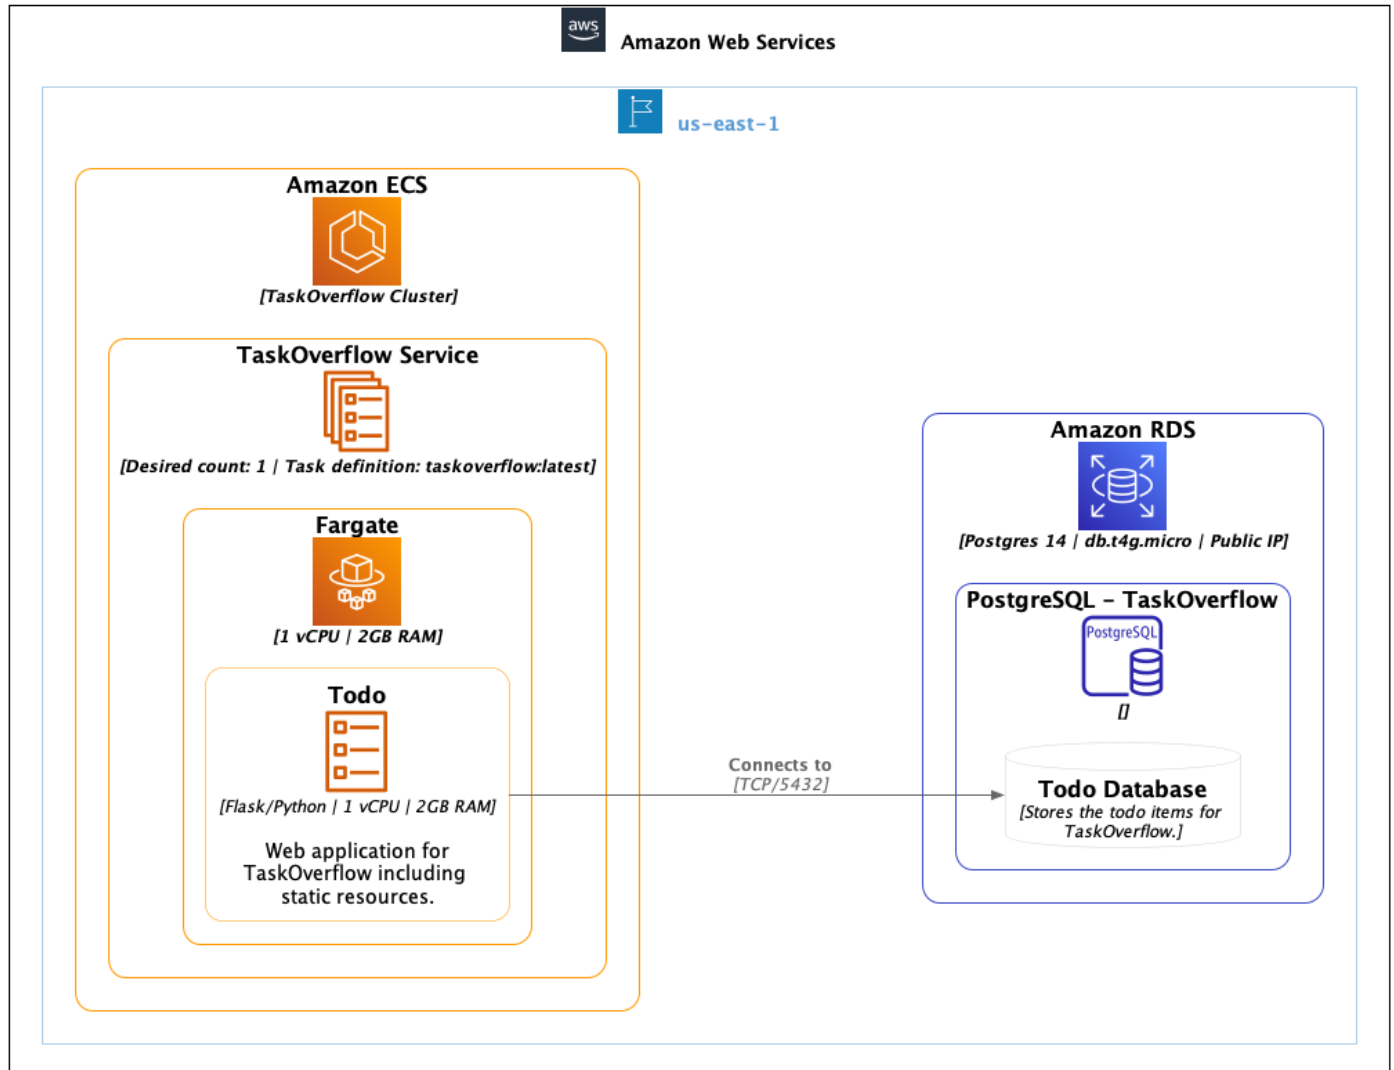 aws
Amazon Web Services
us-east-1
Amazon ECS
[TaskOverflow Cluster]
TaskOverflow Service
[Desired count: 1 | Task definition: taskoverflow:latest]
Fargate
[1 vCPU | 2GB RAM]
Todo
[Flask/Python | 1 vCPU | 2GB RAM]
Web application for
TaskOverflow including
static resources.
Connects to
[TCP/5432]
Amazon RDS
[Postgres 14 | db.t4g.micro | Public IP]
PostgreSQL - TaskOverflow
PostgreSQL
[]
Todo Database
[Stores the todo items for
TaskOverflow.]